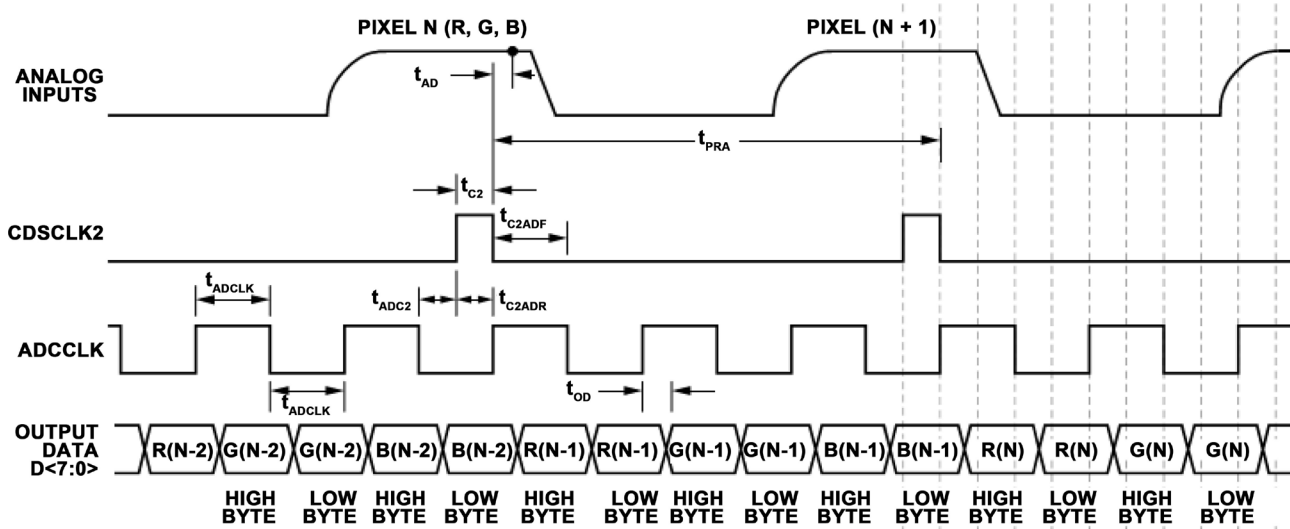 PIXEL N (R, G, B)
PIXEL (N + 1)
ANALOG
INPUTS
tAD
tPRA
tC2
CDSCLK2
tC2ADF
tADCLK
tADC2
tC2ADR
ADCCLK
tADCLK
tOD
OUTPUT
DATA
D<7:0>
R(N-2) G(N-2) G(N-2) B(N-2) B(N-2) R(N-1) R(N-1) G(N-1) G(N-1) B(N-1) B(N-1) R(N) R(N) G(N) G(N)
HIGH LOW HIGH LOW HIGH LOW HIGH LOW HIGH LOW HIGH LOW HIGH LOW
BYTE BYTE BYTE BYTE BYTE BYTE BYTE BYTE BYTE BYTE BYTE BYTE BYTE BYTE